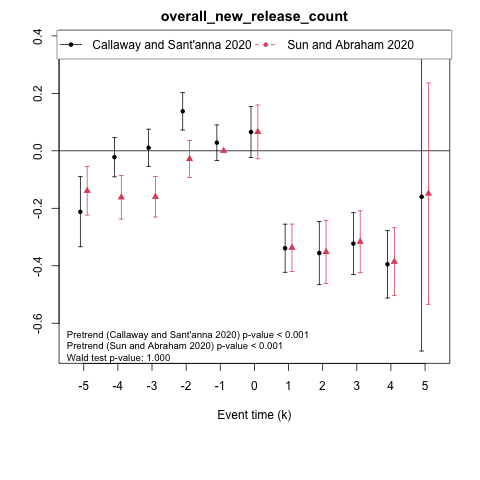 overall_new_release_count
Callaway and Sant'anna 2020 Sun and Abraham 2020
0.4
0.2
0.0
-0.2
-0.4
-0.6
Pretrend (Callaway and Sant'anna 2020) p-value < 0.001
Pretrend (Sun and Abraham 2020) p-value < 0.001
Wald test p-value: 1.000
-5 -4 -3 -2 -1 0 1 2 3 4 5
Event time (k)